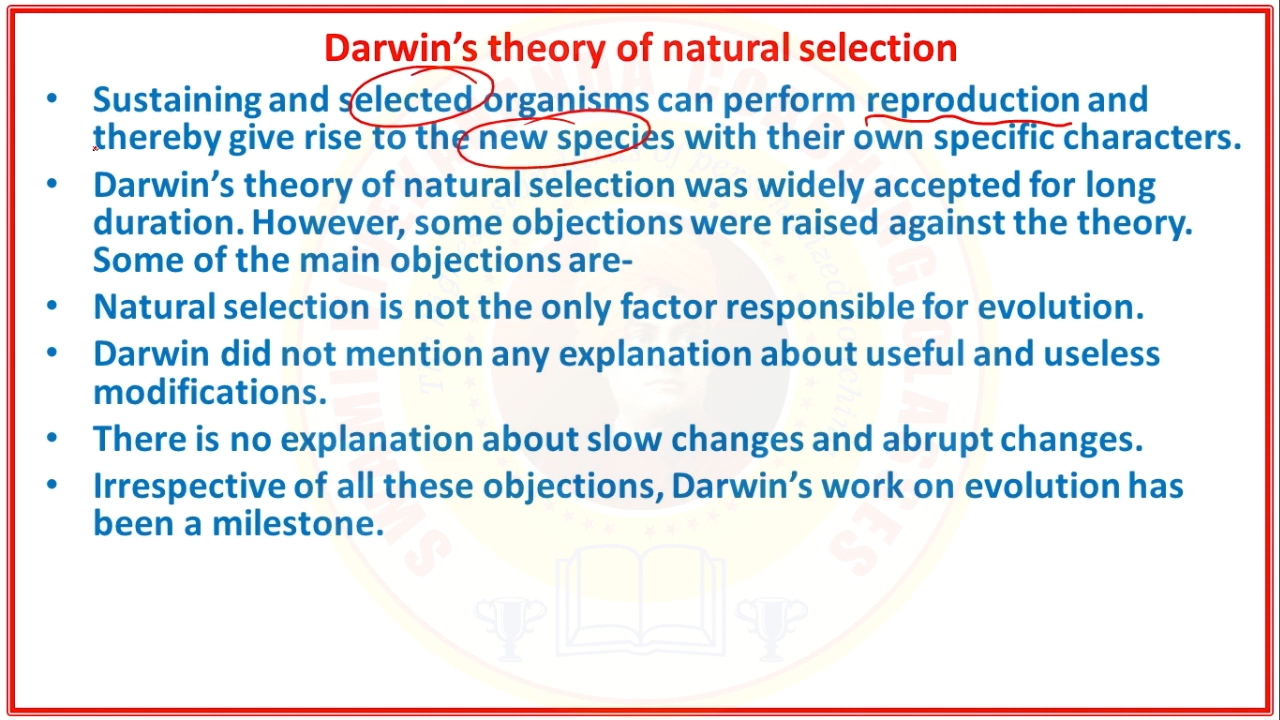 Darwin's theory of natural selection
• Sustaining and selected organisms can perform reproduction and
thereby give rise to the new species with their own specific characters.
• Darwin's theory of natural selection was widely accepted for long
duration. However, some objections were raised against the theory.
Some of the main objections are-
• Natural selection is not the only factor responsible for evolution.
• Darwin did not mention any explanation about useful and useless
modifications.
• There is no explanation about slow changes and abrupt changes.
• Irrespective of all these objections, Darwin's work on evolution has
been a milestone.